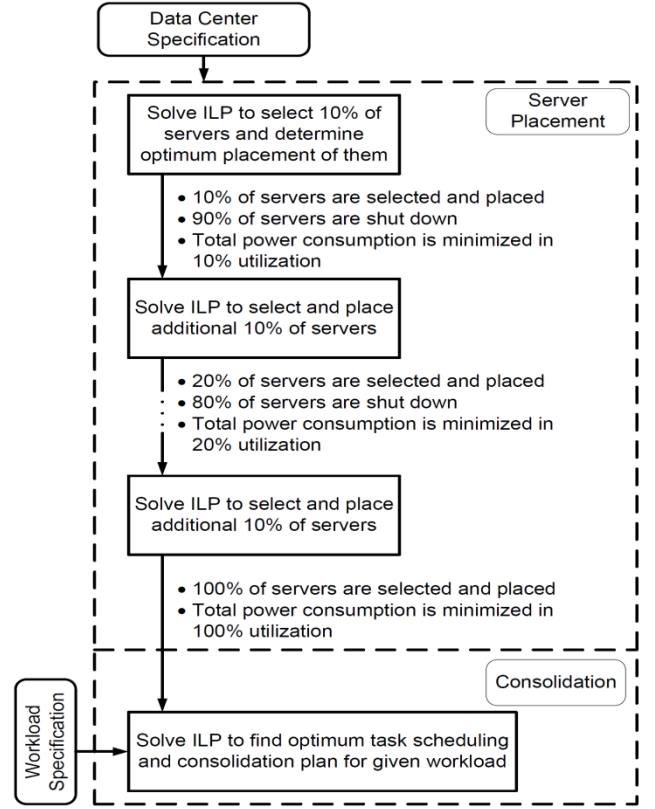 Data Center
Specification
Server
Placement
Solve ILP to select 10% of
servers and determine
optimum placement of them
• 10% of servers are selected and placed
• 90% of servers are shut down
• Total power consumption is minimized in
10% utilization
Solve ILP to select and place
additional 10% of servers
• 20% of servers are selected and placed
• 80% of servers are shut down
• Total power consumption is minimized in
20% utilization
Solve ILP to select and place
additional 10% of servers
• 100% of servers are selected and placed
• Total power consumption is minimized in
100% utilization
Consolidation
Workload
Specification
Solve ILP to find optimum task scheduling
and consolidation plan for given workload